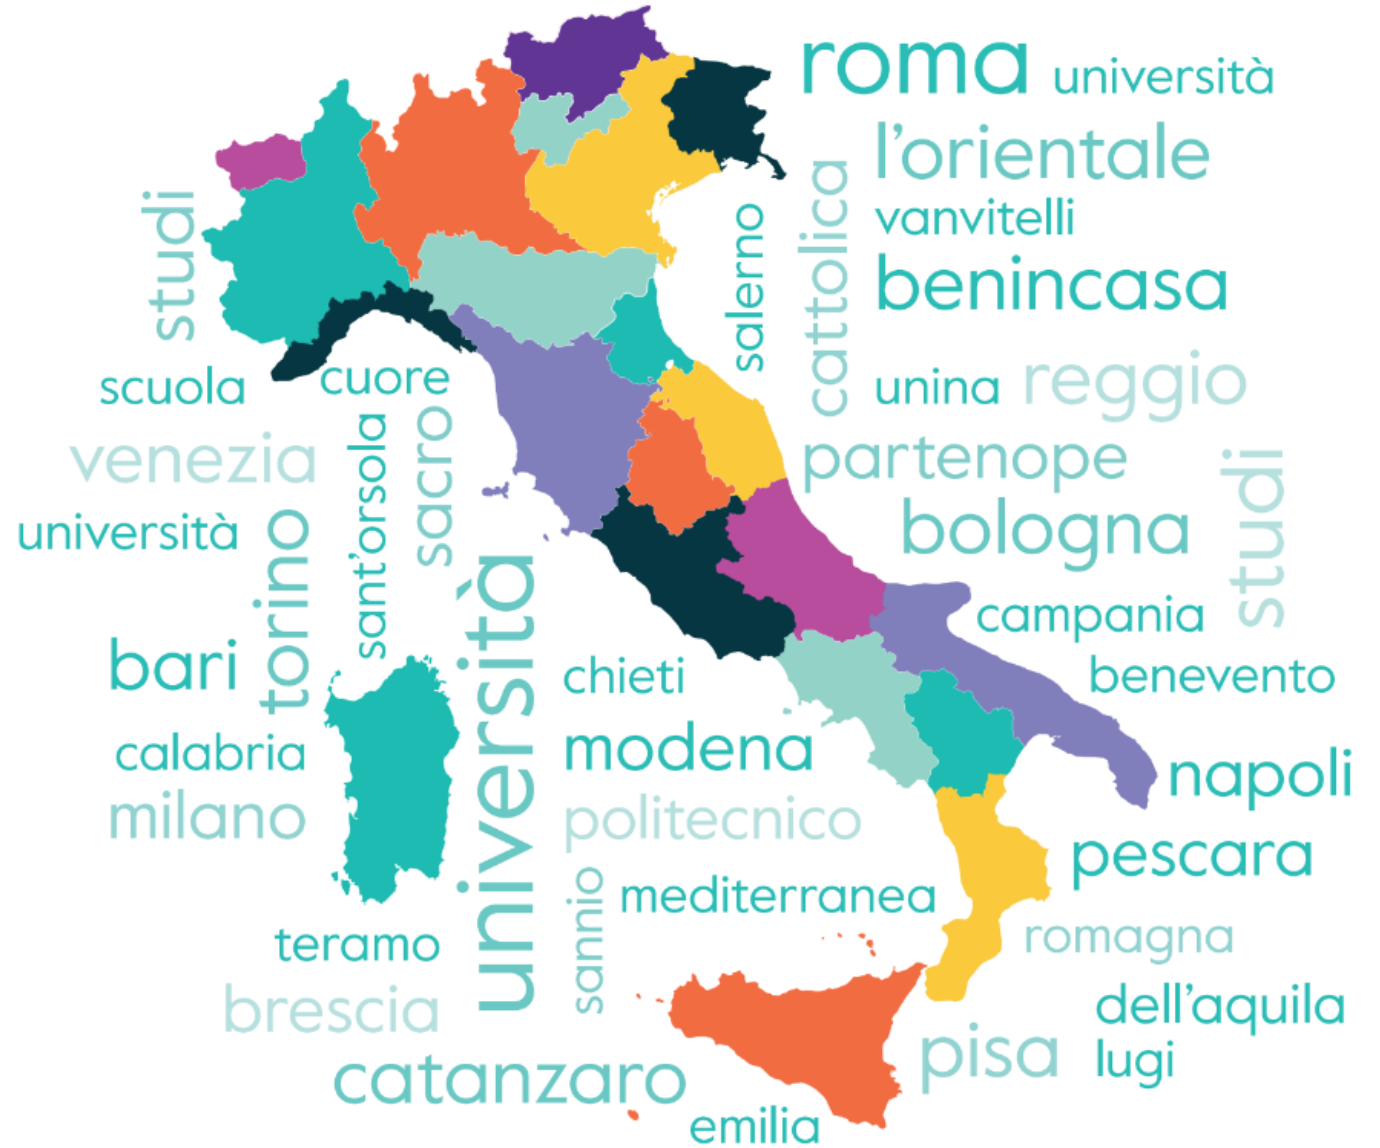 roma università
l'orientale
vanvitelli
benincasa
cattolica
salerno
studi
scuola
cuore
unina reggio
venezia
sant'orsola
sacro
partenope
studi
università
torino
bologna
università
campania
bari
chieti
benevento
calabria
modena
napoli
milano
politecnico
pescara
mediterranea
sannio
teramo
romagna
brescia
dell'aquila
pisa
lugi
catanzaro
emilia